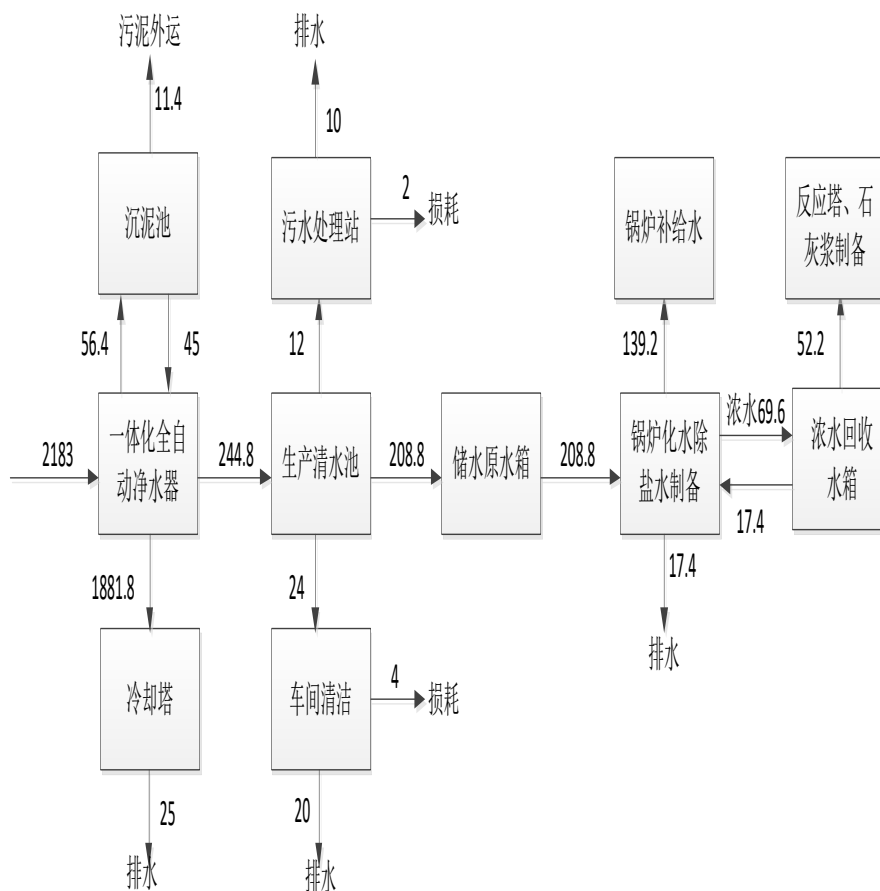 污泥外运
排水
11.4
10
沉泥池
污水处理站
2
损耗
锅炉补给水
反应塔、石
灰浆制备
56.4
45
12
139.2
52.2
2183
一体化全自
动净水器
244.8
生产清水池
208.8
储水原水箱
208.8
锅炉化水除
盐水制备
浓水69.6
17.4
浓水回收
水箱
1881.8
24
17.4
排水
冷却塔
车间清洁
4
损耗
25
20
排水
排水